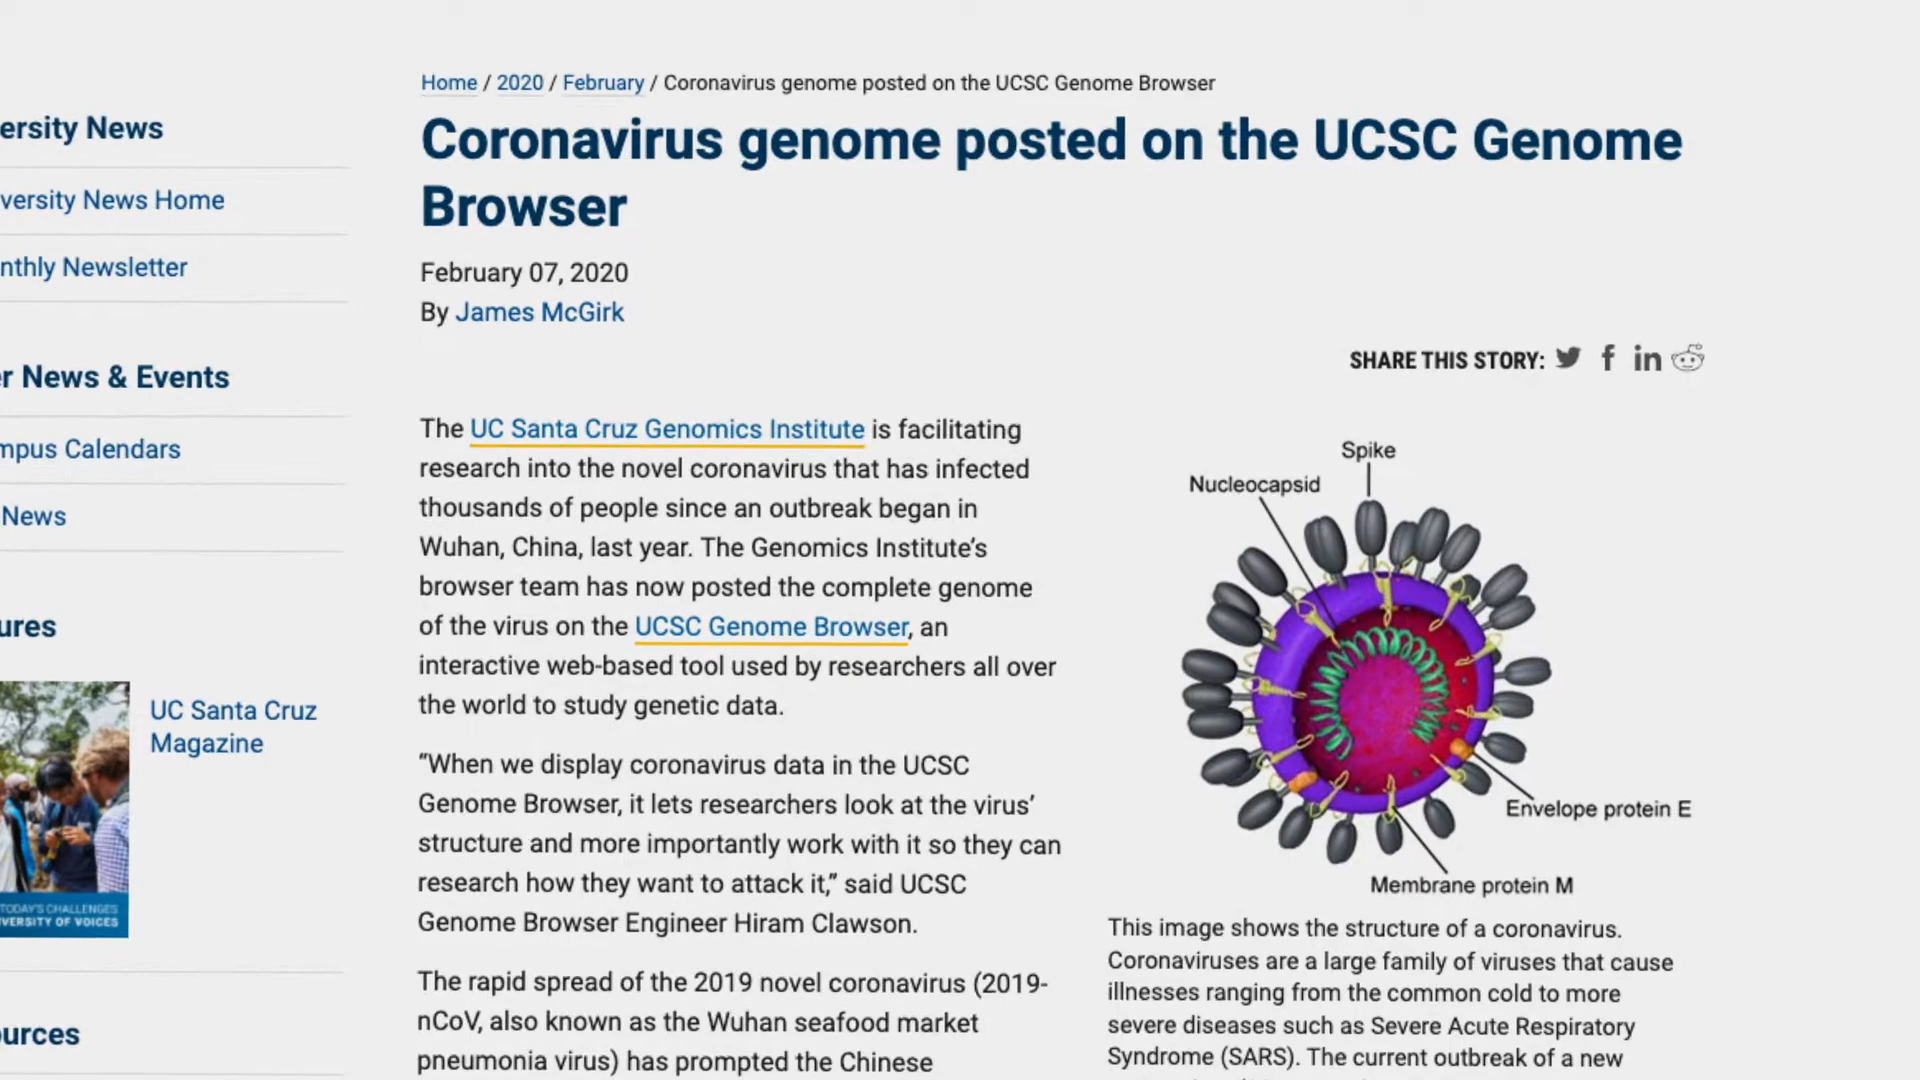 Home / 2020 / February / Coronavirus genome posted on the UCSC Genome Browser
Coronavirus genome posted on the UCSC Genome
Browser
February 07, 2020
By James McGirk
SHARE THIS STORY:
ersity News
versity News Home
nthly Newsletter
r News & Events
mpus Calendars
News
ures
UC Santa Cruz
Magazine
TODAY'S CHALLENGES
VERSITY OF VOICES
urces
The UC Santa Cruz Genomics Institute is facilitating
research into the novel coronavirus that has infected
thousands of people since an outbreak began in
Wuhan, China, last year. The Genomics Institute's
browser team has now posted the complete genome
of the virus on the UCSC Genome Browser, an
interactive web-based tool used by researchers all over
the world to study genetic data.
“When we display coronavirus data in the UCSC
Genome Browser, it lets researchers look at the virus’
structure and more importantly work with it so they can
research how they want to attack it,” said UCSC
Genome Browser Engineer Hiram Clawson.
The rapid spread of the 2019 novel coronavirus (2019-
nCoV, also known as the Wuhan seafood market
pneumonia virus) has prompted the Chinese
Spike
Nucleocapsid
Envelope protein E
Membrane protein M
This image shows the structure of a coronavirus.
Coronaviruses are a large family of viruses that cause
illnesses ranging from the common cold to more
severe diseases such as Severe Acute Respiratory
Syndrome (SARS). The current outbreak of a new